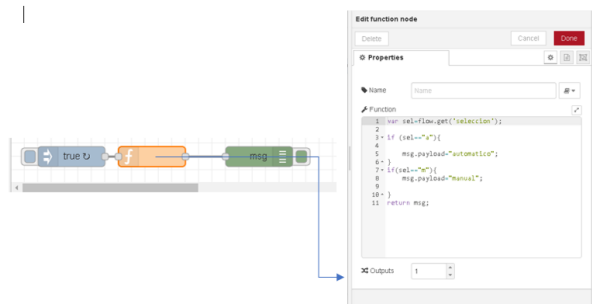 Edit function node
Delete
Cancel
Done
Properties
Name
Name
Function
1 var sel=flow.get('seleccion');
2
3 if (sel=="a"){
4
5 msg.payload="automatico";
6 }
7 if(sel=="m"){
8 msg.payload="manual";
9
10 }
11 return msg;
Outputs
1
true ↻
f
msg